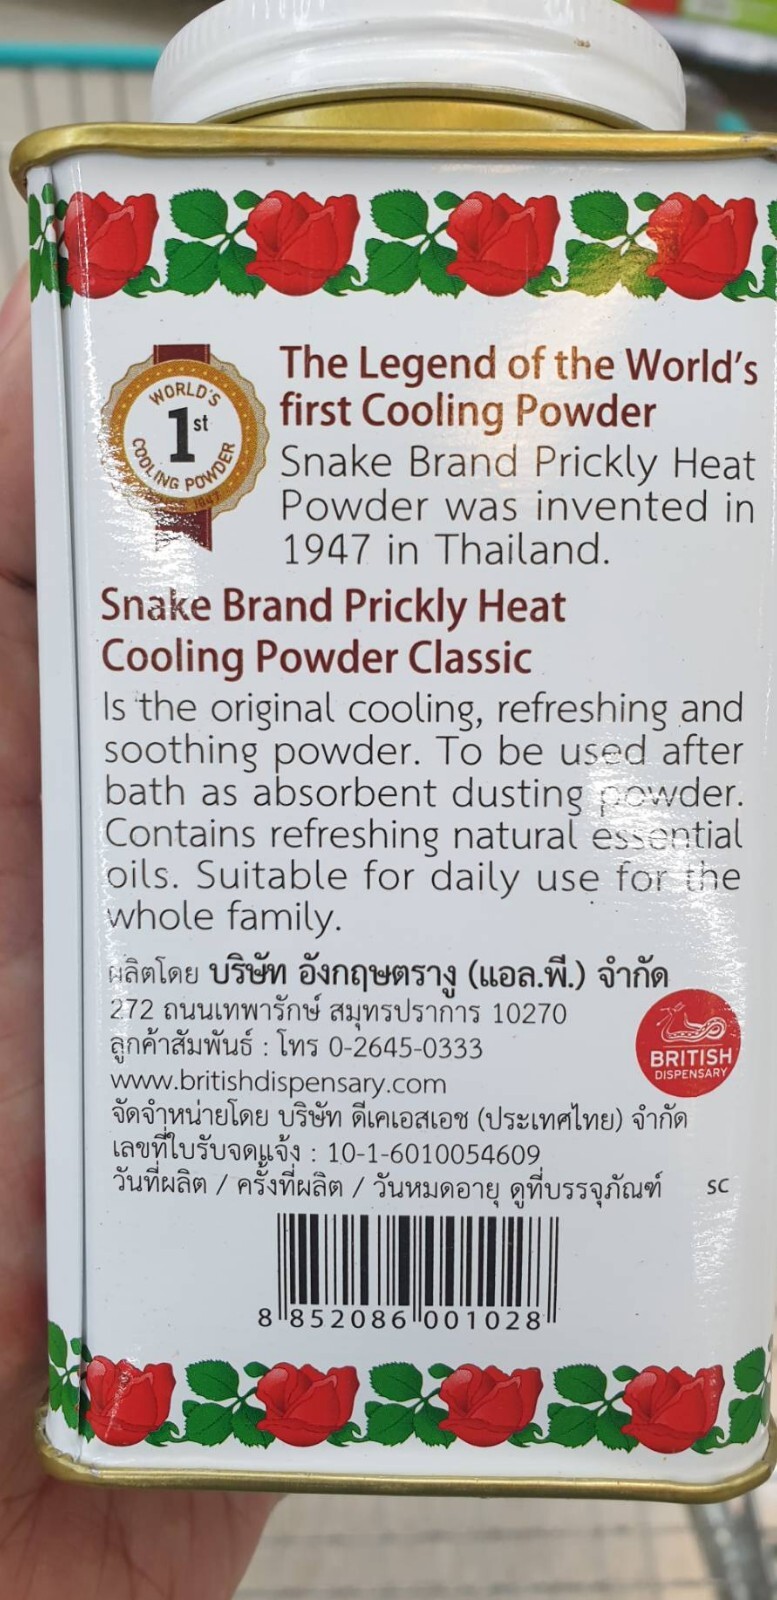 WORLD'S
1st
COOLING POWDER
1947
The Legend of the World's
first Cooling Powder
Snake Brand Prickly Heat
Powder was invented in
1947 in Thailand.
Snake Brand Prickly Heat
Cooling Powder Classic
Is the original cooling, refreshing and
soothing powder. To be used after
bath as absorbent dusting powder.
Contains refreshing natural essential
oils. Suitable for daily use for the
whole family.
ผลิตโดย บริษัท อังกฤษตรางู (แอล.พี.) จำกัด
272 ถนนเทพารักษ์ สมุทรปราการ 10270
ลูกค้าสัมพันธ์ : โทร 0-2645-0333
www.britishdispensary.com
BRITISH
DISPENSARY
จัดจำหน่ายโดย บริษัท ดีเคเอสเอช (ประเทศไทย) จำกัด
เลขที่ใบรับจดแจ้ง : 10-1-6010054609
วันที่ผลิต / ครั้งที่ผลิต / วันหมดอายุ ดูที่บรรจุภัณฑ์ SC
8 852086 001028